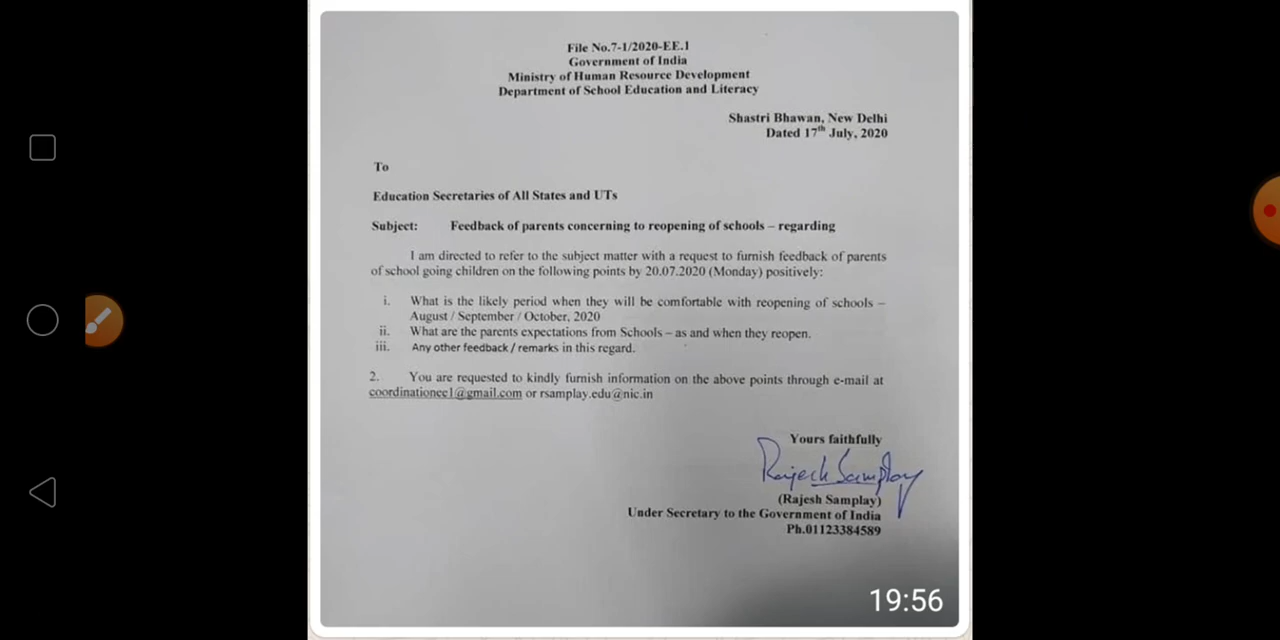 File No.7-1/2020-EE.1
Government of India
Ministry of Human Resource Development
Department of School Education and Literacy
Shastri Bhawan, New Delhi
Dated 17th July, 2020
To
Education Secretaries of All States and UTs
Subject: Feedback of parents concerning to reopening of schools – regarding
I am directed to refer to the subject matter with a request to furnish feedback of parents
of school going children on the following points by 20.07.2020 (Monday) positively:
i. What is the likely period when they will be comfortable with reopening of schools –
August / September / October, 2020
ii. What are the parents expectations from Schools – as and when they reopen.
iii. Any other feedback / remarks in this regard.
2. You are requested to kindly furnish information on the above points through e-mail at
coordinationee1@gmail.com or rsamplay.edu@nic.in
Yours faithfully
Rajesh Samplay
(Rajesh Samplay)
Under Secretary to the Government of India
Ph.01123384589
19:56